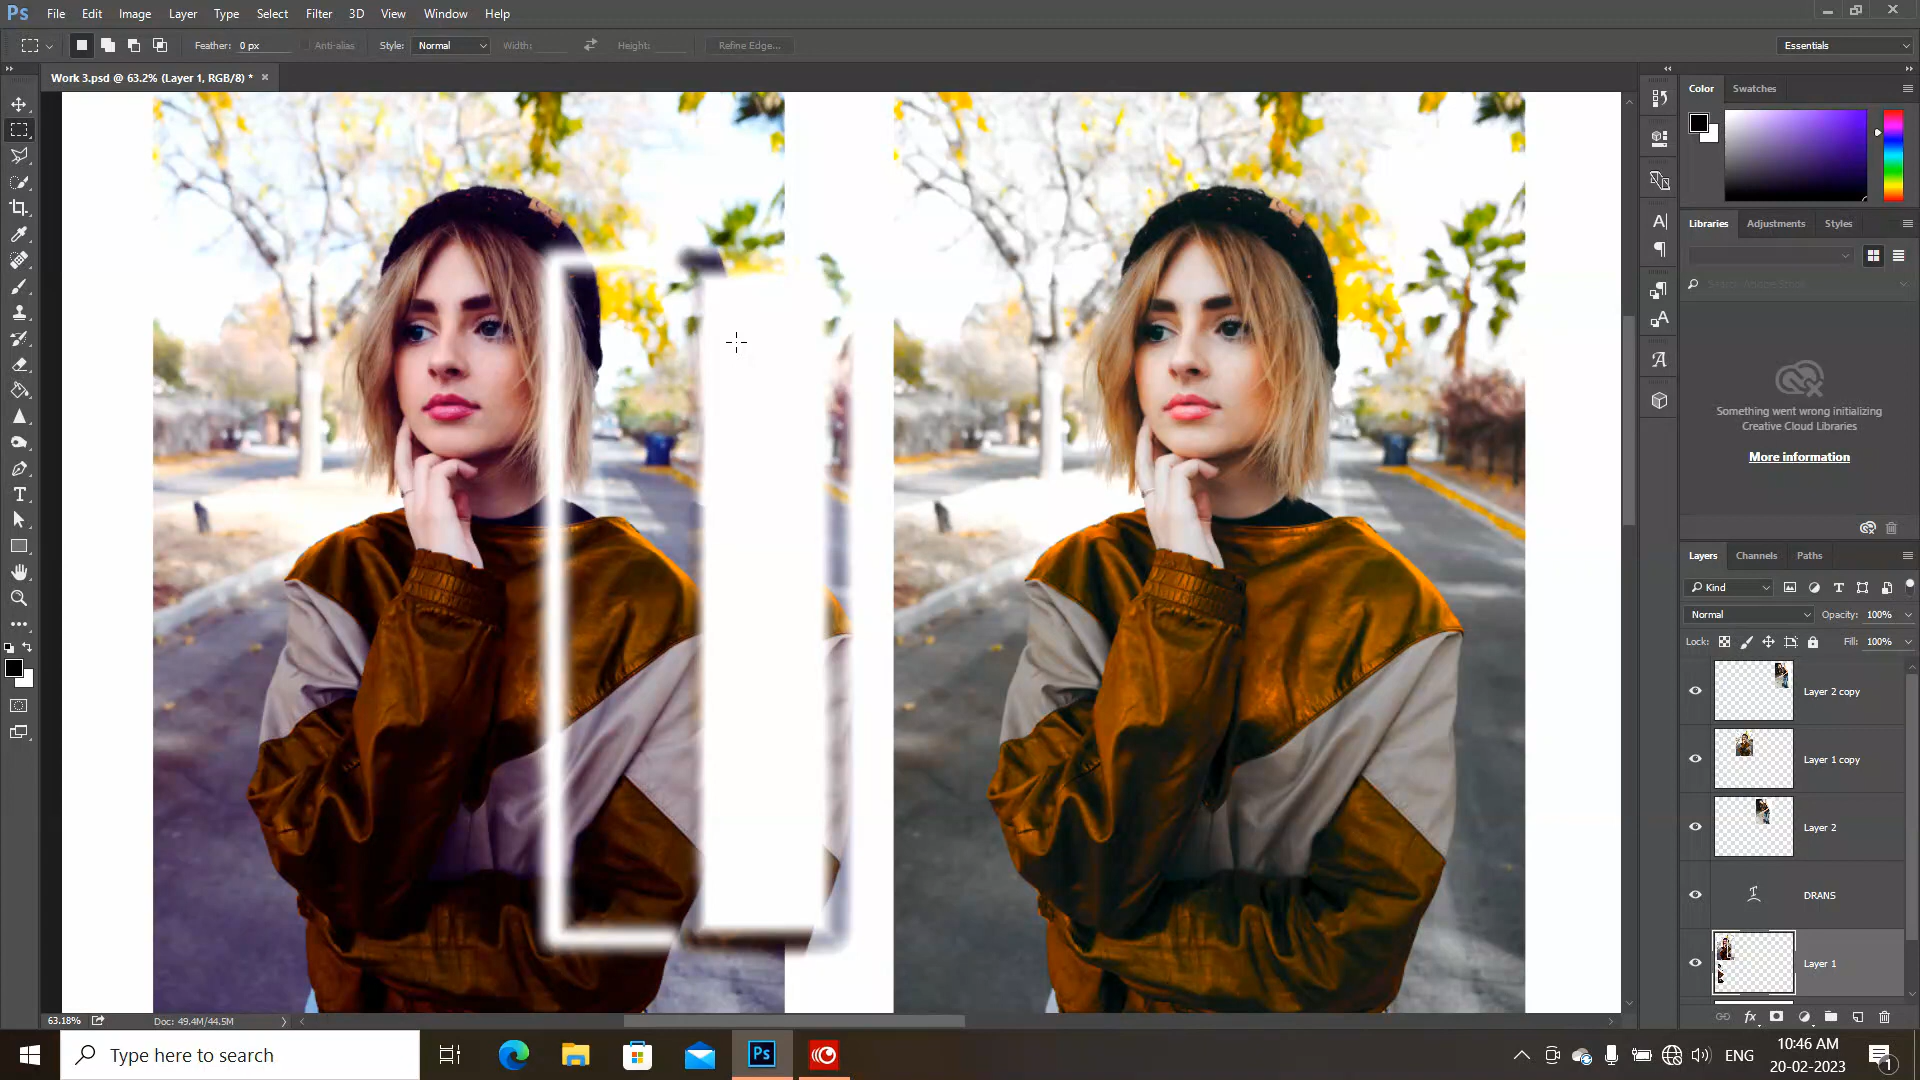 Ps File Edit Image Layer Type Select Filter 3D View Window Help
Feather: 0 px Anti-alias Style: Normal Width: Height: Refine Edge... Essentials
Work 3.psd @ 63.2% (Layer 1, RGB/8) * ×
Color Swatches
Libraries Adjustments Styles
Something went wrong initializing
Creative Cloud Libraries
More information
Layers Channels Paths
Kind
Normal Opacity: 100%
Lock: Fill: 100%
Layer 2 copy
Layer 1 copy
Layer 2
DRANS
Layer 1
63.18% Doc: 49.4M/44.5M
Type here to search
Ps
ENG
10:46 AM
20-02-2023
1